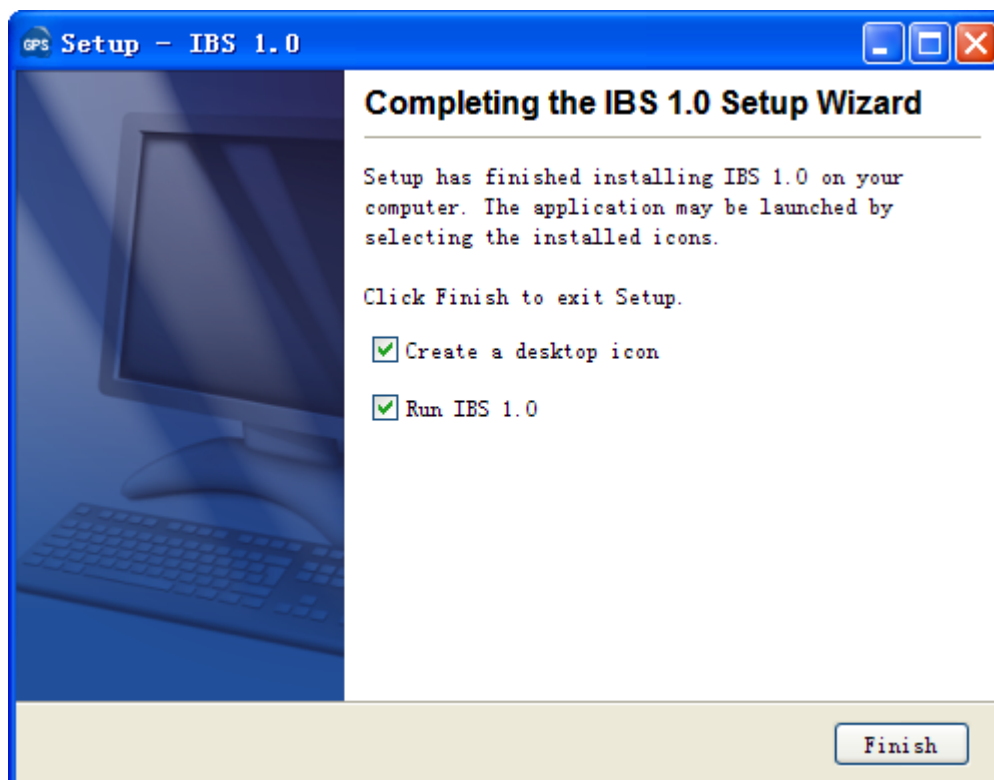 GPS Setup - IBS 1.0
Completing the IBS 1.0 Setup Wizard
Setup has finished installing IBS 1.0 on your
computer. The application may be launched by
selecting the installed icons.
Click Finish to exit Setup.
Create a desktop icon
Run IBS 1.0
Finish